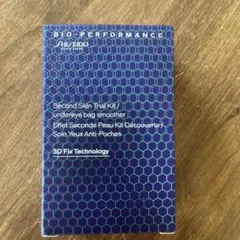 BIO-PERFORMANCE
SHISEIDO
Second Skin Trial Kit /
undereye bag smoother
Effet Seconde Peau Kit Découverte /
Soin Yeux Anti-Poches
3D Fix Technology